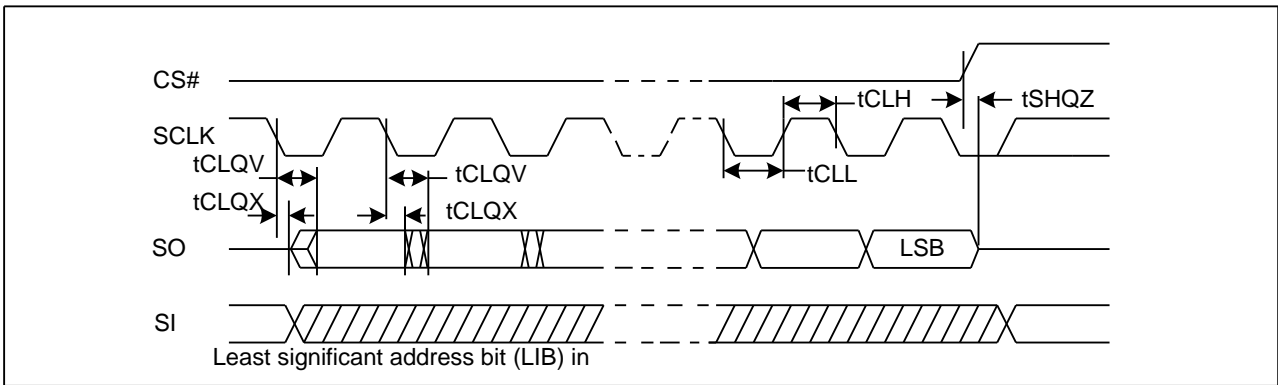 CS#
tCLH
tSHQZ
SCLK
tCLQV
tCLQV
tCLL
tCLQX
tCLQX
SO
LSB
SI
Least significant address bit (LIB) in